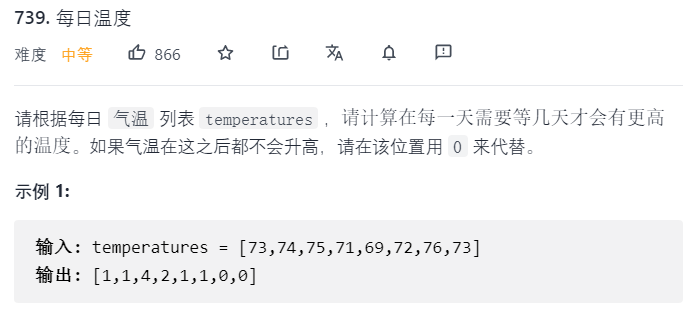 739. 每日温度
难度 中等 866
请根据每日 气温 列表 temperatures ，请计算在每一天需要等几天才会有更高
的温度。如果气温在这之后都不会升高，请在该位置用 0 来代替。
示例 1:
输入: temperatures = [73,74,75,71,69,72,76,73]
输出: [1,1,4,2,1,1,0,0]